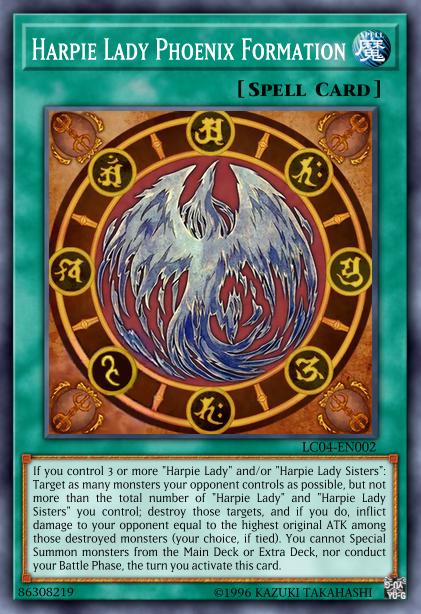 Harpie Lady Phoenix Formation
[Spell Card]
LC04-EN002
If you control 3 or more "Harpie Lady" and/or "Harpie Lady Sisters":
Target as many monsters your opponent controls as possible, but not
more than the total number of "Harpie Lady" and "Harpie Lady
Sisters" you control; destroy those targets, and if you do, inflict
damage to your opponent equal to the highest original ATK among
those destroyed monsters (your choice, if tied). You cannot Special
Summon monsters from the Main Deck or Extra Deck, nor conduct
your Battle Phase, the turn you activate this card.
86308219
©1996 KAZUKI TAKAHASHI